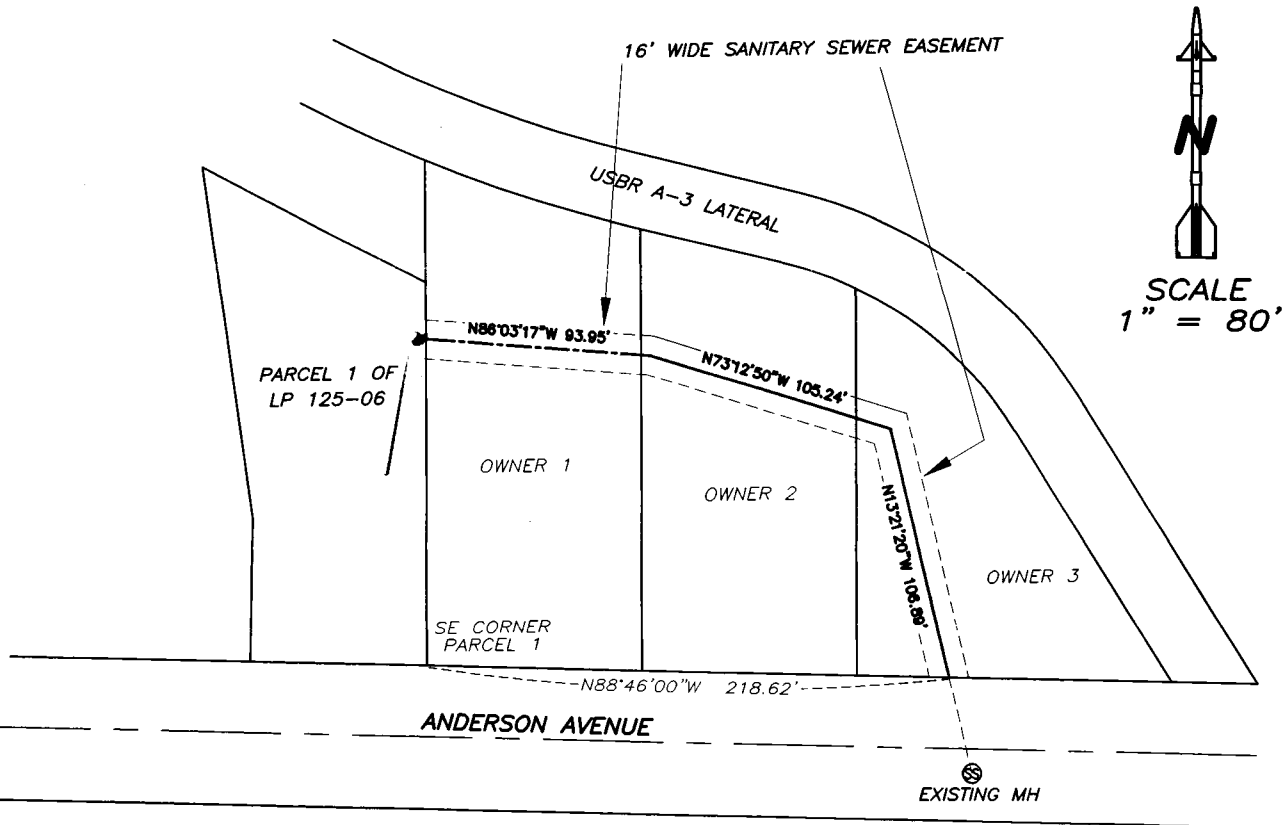 16' WIDE SANITARY SEWER EASEMENT
N
SCALE
1" = 80'
USBR A-3 LATERAL
N86°03'17"W 93.95'
N73°12'50"W 105.24'
PARCEL 1 OF
LP 125-06
OWNER 1
OWNER 2
N13°21'20"W 106.89'
OWNER 3
SE CORNER
PARCEL 1
N88°46'00"W 218.62'
ANDERSON AVENUE
SS
EXISTING MH